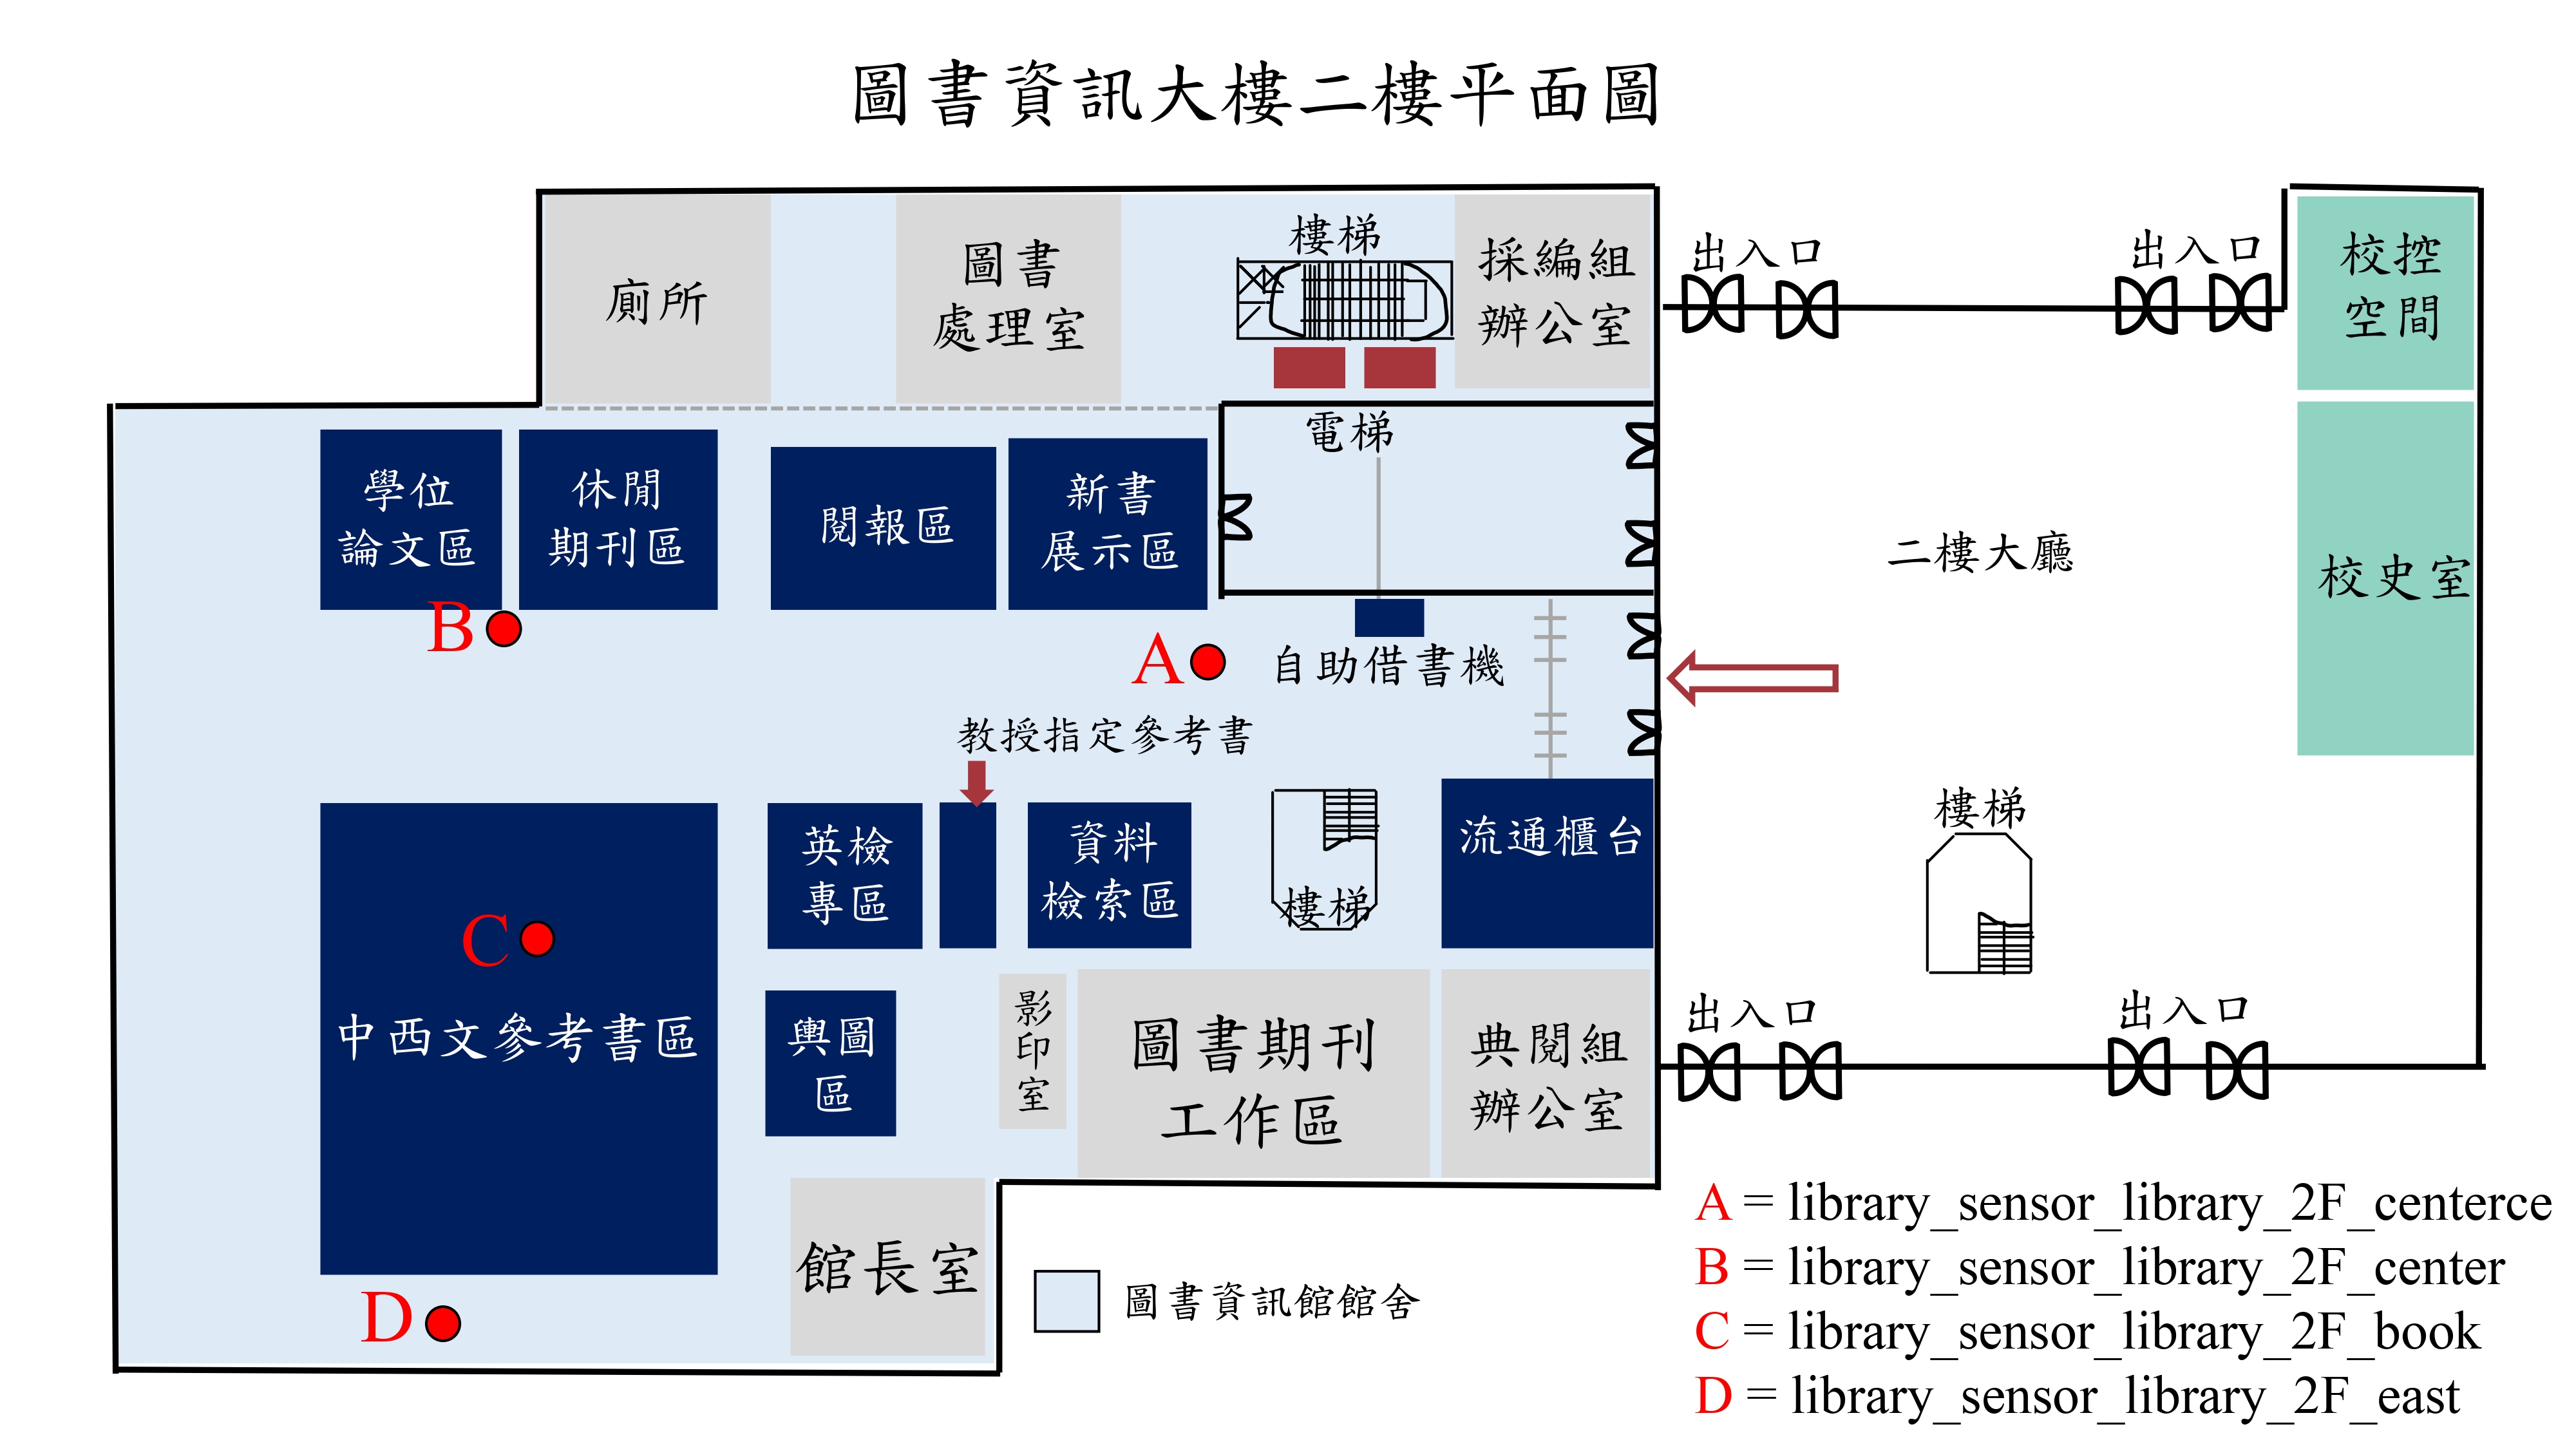 圖書資訊大樓二樓平面圖
廁所
圖書
處理室
樓梯
採編組
辦公室
出入口
出入口
校控
空間
學位
論文區
休閒
期刊區
閱報區
新書
展示區
電梯
二樓大廳
校史室
B
A
自助借書機
教授指定參考書
C
中西文參考書區
英檢
專區
資料
檢索區
樓梯
流通櫃台
樓梯
輿圖
區
影
印
室
圖書期刊
工作區
典閱組
辦公室
出入口
出入口
D
館長室
圖書資訊館館舍
A = library_sensor_library_2F_centerce
B = library_sensor_library_2F_center
C = library_sensor_library_2F_book
D = library_sensor_library_2F_east